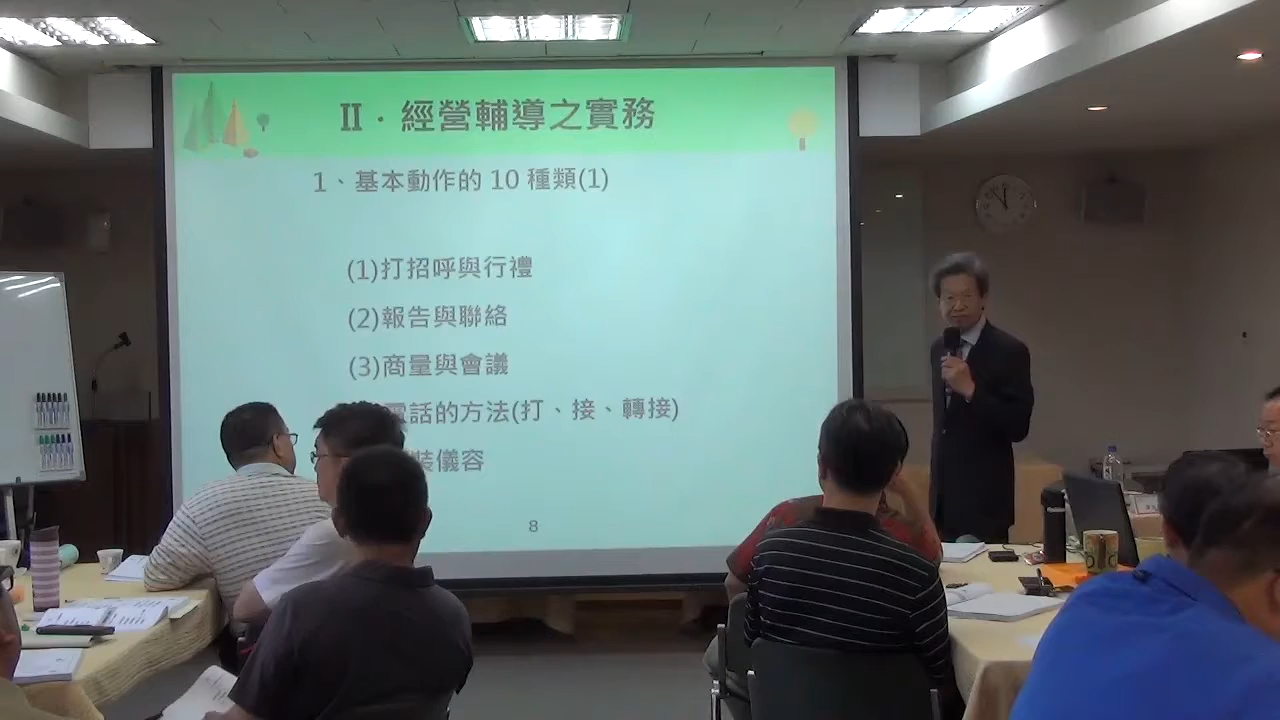 II．經營輔導之實務
1、基本動作的 10 種類(1)
(1)打招呼與行禮
(2)報告與聯絡
(3)商量與會議
電話的方法(打、接、轉接)
裝儀容
8